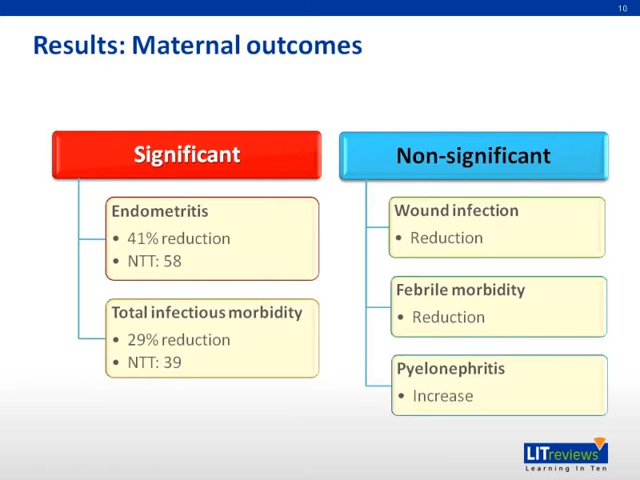 10
Results: Maternal outcomes
Significant
Endometritis
• 41% reduction
• NTT: 58
Total infectious morbidity
• 29% reduction
• NTT: 39
Non-significant
Wound infection
• Reduction
Febrile morbidity
• Reduction
Pyelonephritis
• Increase
LITreviews
Learning In Ten